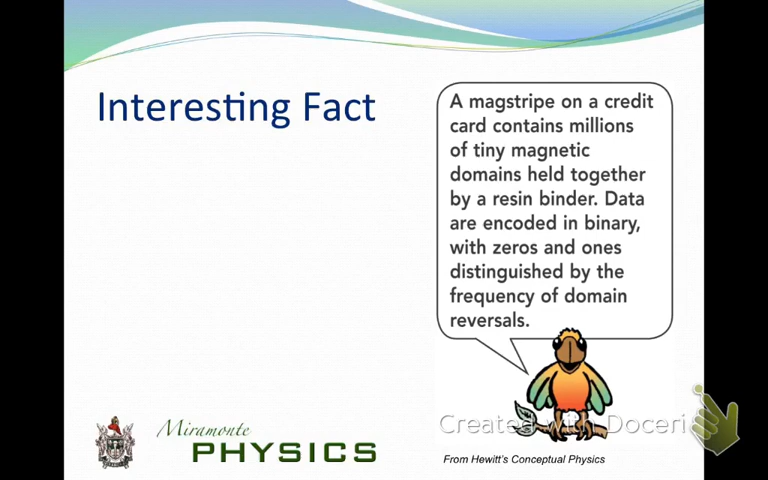 Interesting Fact
A magstripe on a credit
card contains millions
of tiny magnetic
domains held together
by a resin binder. Data
are encoded in binary,
with zeros and ones
distinguished by the
frequency of domain
reversals.
Created with Doceri
Miramonte
PHYSICS
From Hewitt's Conceptual Physics